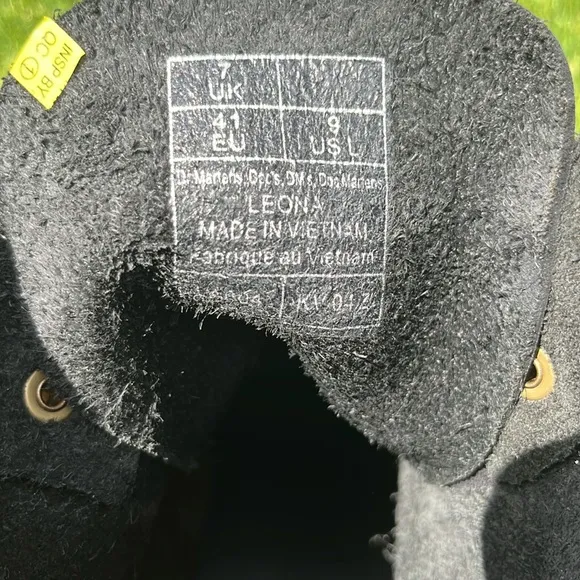 INSP BY
QC 1
7
UK
41
EU
9
US L
Dr.Martens, Doc's, DM's, Doc Martens
LEONA
MADE IN VIETNAM
Fabriqué au Vietnam